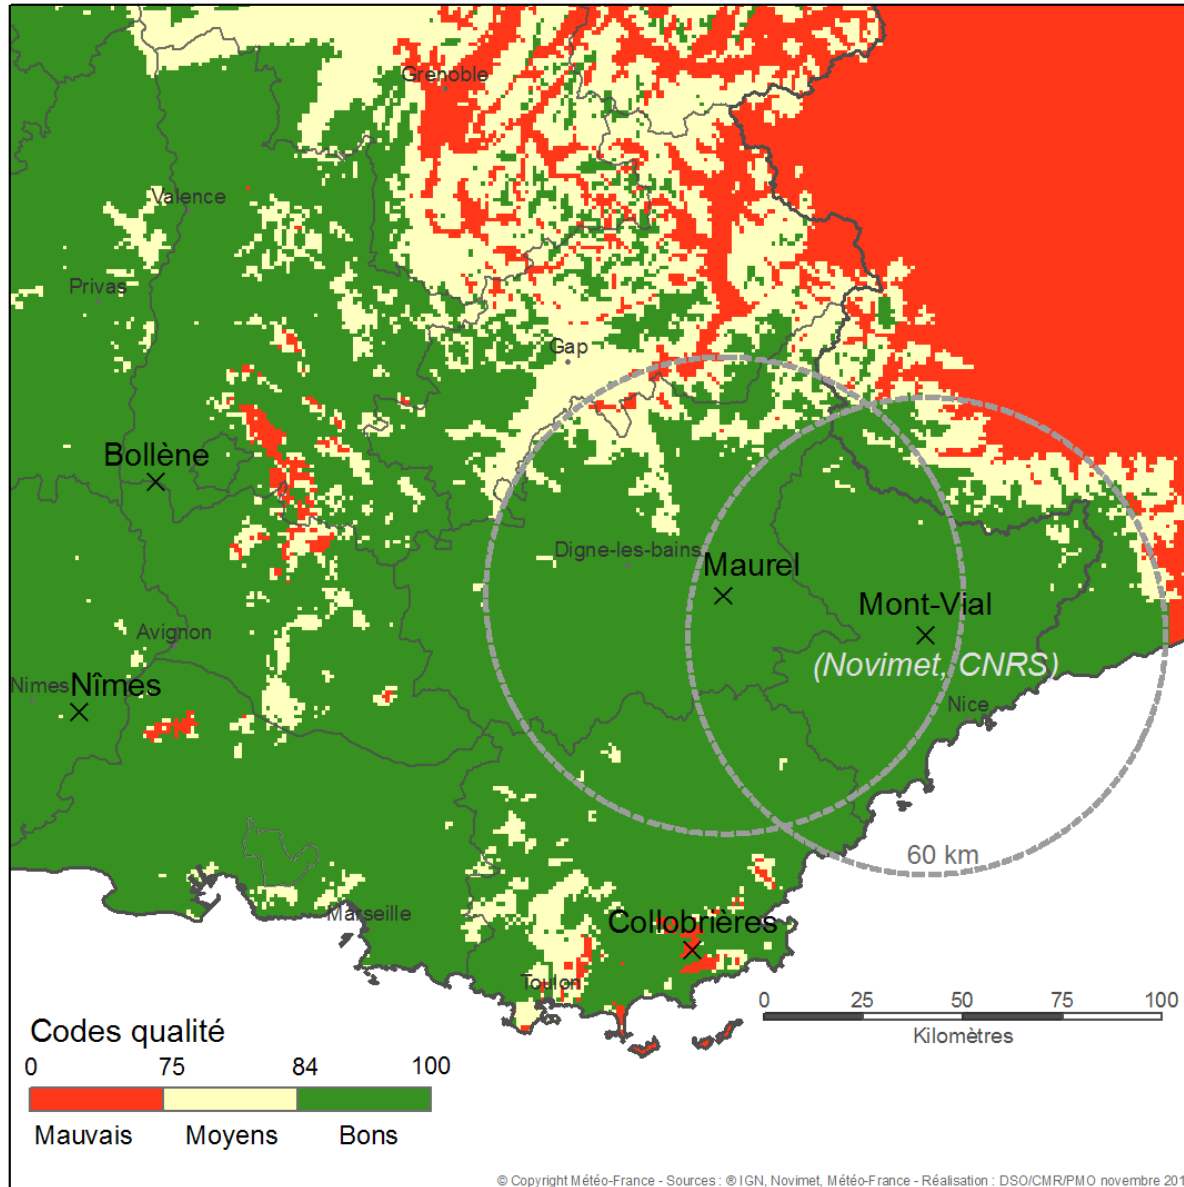 Grenoble
Valence
Privas
Gap
Bollène
Digne-les-bains
Maurel
Mont-Vial
(Novimet, CNRS)
Avignon
Nimes
Nîmes
Nice
60 km
Marseille
Collobrières
Toulon
0 25 50 75 100
Kilomètres
Codes qualité
0 75 84 100
Mauvais Moyens Bons
© Copyright Météo-France - Sources : ® IGN, Novimet, Météo-France - Réalisation : DSO/CMR/PMO novembre 201